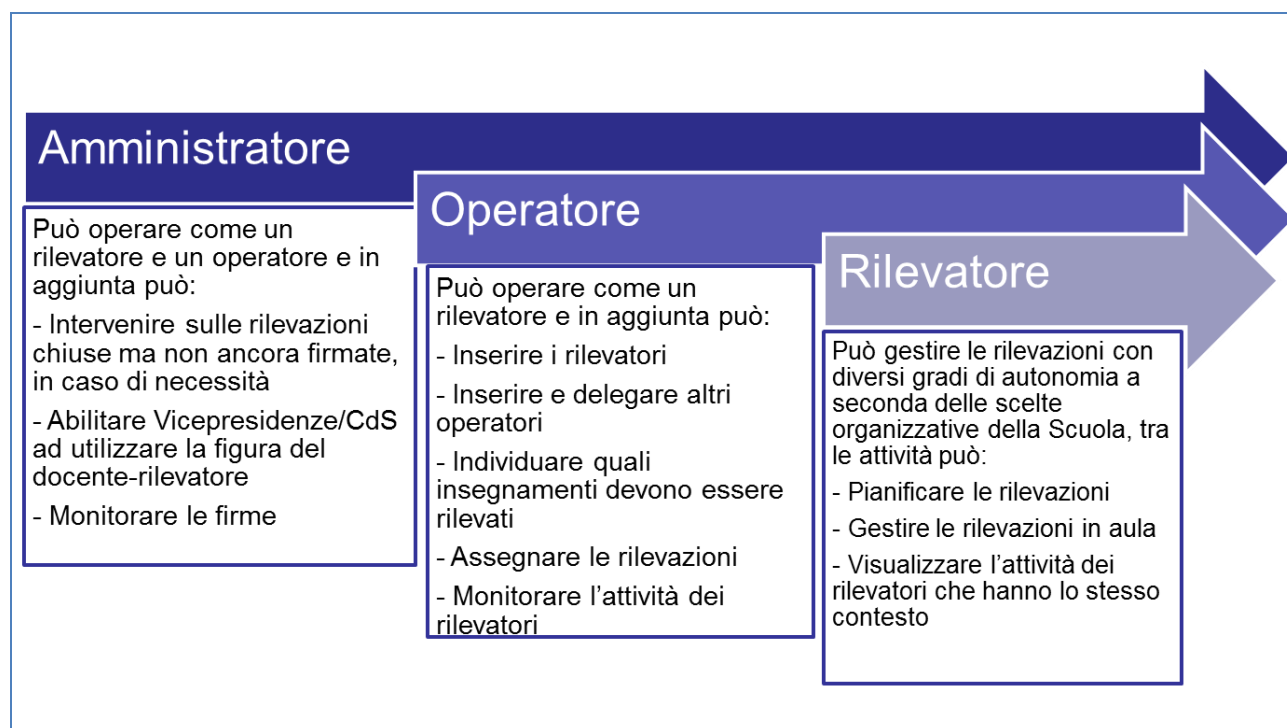 Amministratore
Può operare come un
rilevatore e un operatore e in
aggiunta può:
- Intervenire sulle rilevazioni
chiuse ma non ancora firmate,
in caso di necessità
- Abilitare Vicepresidenze/CdS
ad utilizzare la figura del
docente-rilevatore
- Monitorare le firme
Operatore
Può operare come un
rilevatore e in aggiunta può:
- Inserire i rilevatori
- Inserire e delegare altri
operatori
- Individuare quali
insegnamenti devono essere
rilevati
- Assegnare le rilevazioni
- Monitorare l’attività dei
rilevatori
Rilevatore
Può gestire le rilevazioni con
diversi gradi di autonomia a
seconda delle scelte
organizzative della Scuola, tra
le attività può:
- Pianificare le rilevazioni
- Gestire le rilevazioni in aula
- Visualizzare l’attività dei
rilevatori che hanno lo stesso
contesto